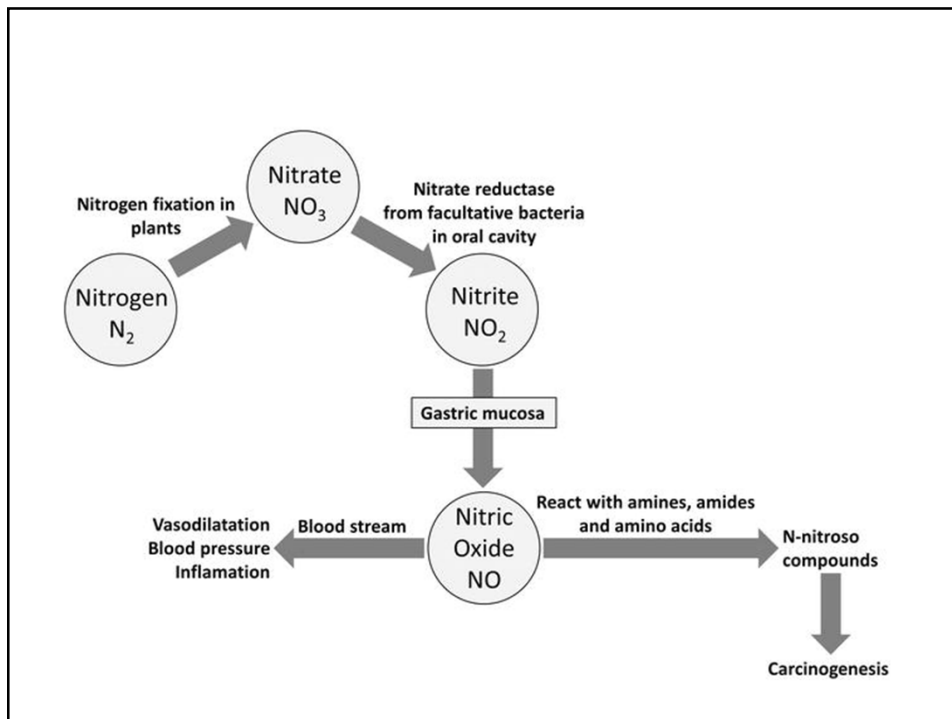 Nitrate
NO₃
Nitrogen fixation in
plants
Nitrate reductase
from facultative bacteria
in oral cavity
Nitrogen
N₂
Nitrite
NO₂
Gastric mucosa
Vasodilatation
Blood pressure
Inflamation
Blood stream
Nitric
Oxide
NO
React with amines, amides
and amino acids
N-nitroso
compounds
Carcinogenesis